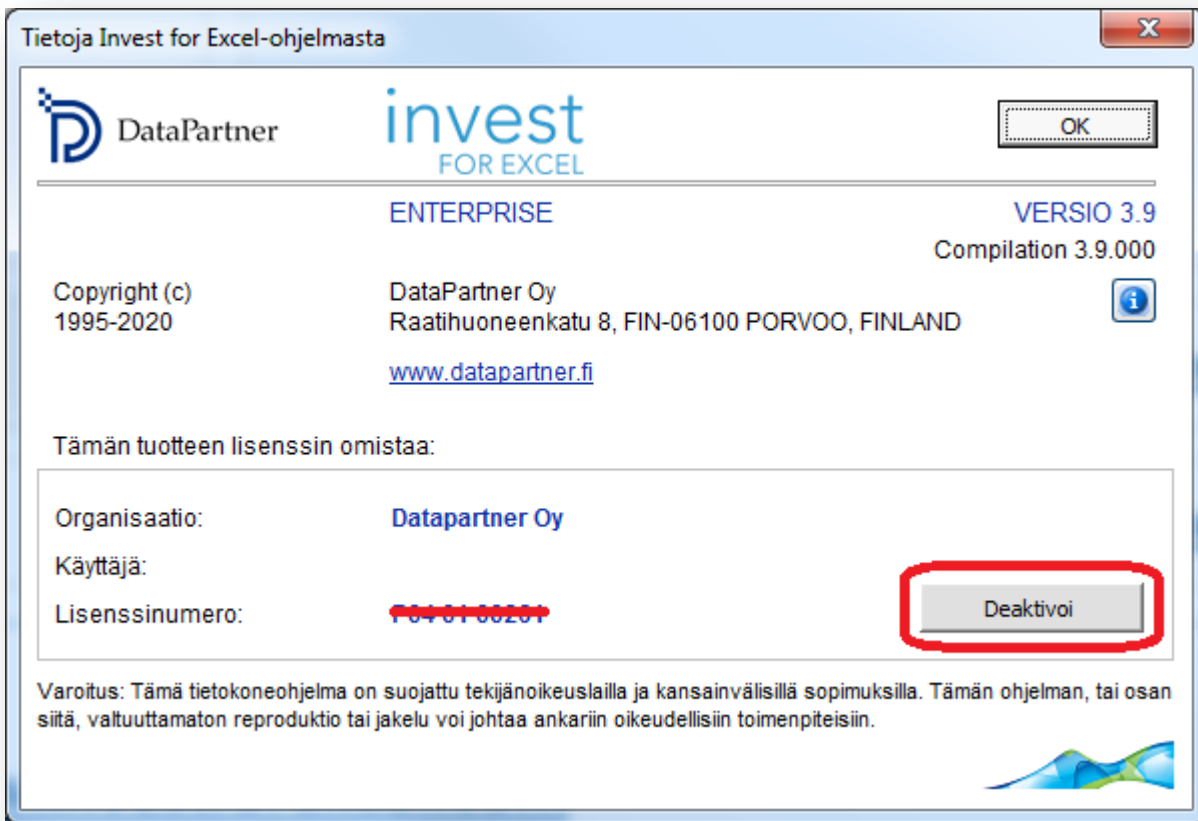 Tietoja Invest for Excel-ohjelmasta
DataPartner
invest
FOR EXCEL
OK
ENTERPRISE
VERSIO 3.9
Compilation 3.9.000
Copyright (c)
1995-2020
DataPartner Oy
Raatihuoneenkatu 8, FIN-06100 PORVOO, FINLAND
www.datapartner.fi
Tämän tuotteen lisenssin omistaa:
Organisaatio: Datapartner Oy
Käyttäjä:
Lisenssinumero:
Deaktivoi
Varoitus: Tämä tietokoneohjelma on suojattu tekijänoikeuslailla ja kansainvälisillä sopimuksilla. Tämän ohjelman, tai osan
siitä, valtuuttamaton reproduktio tai jakelu voi johtaa ankariin oikeudellisiin toimenpiteisiin.